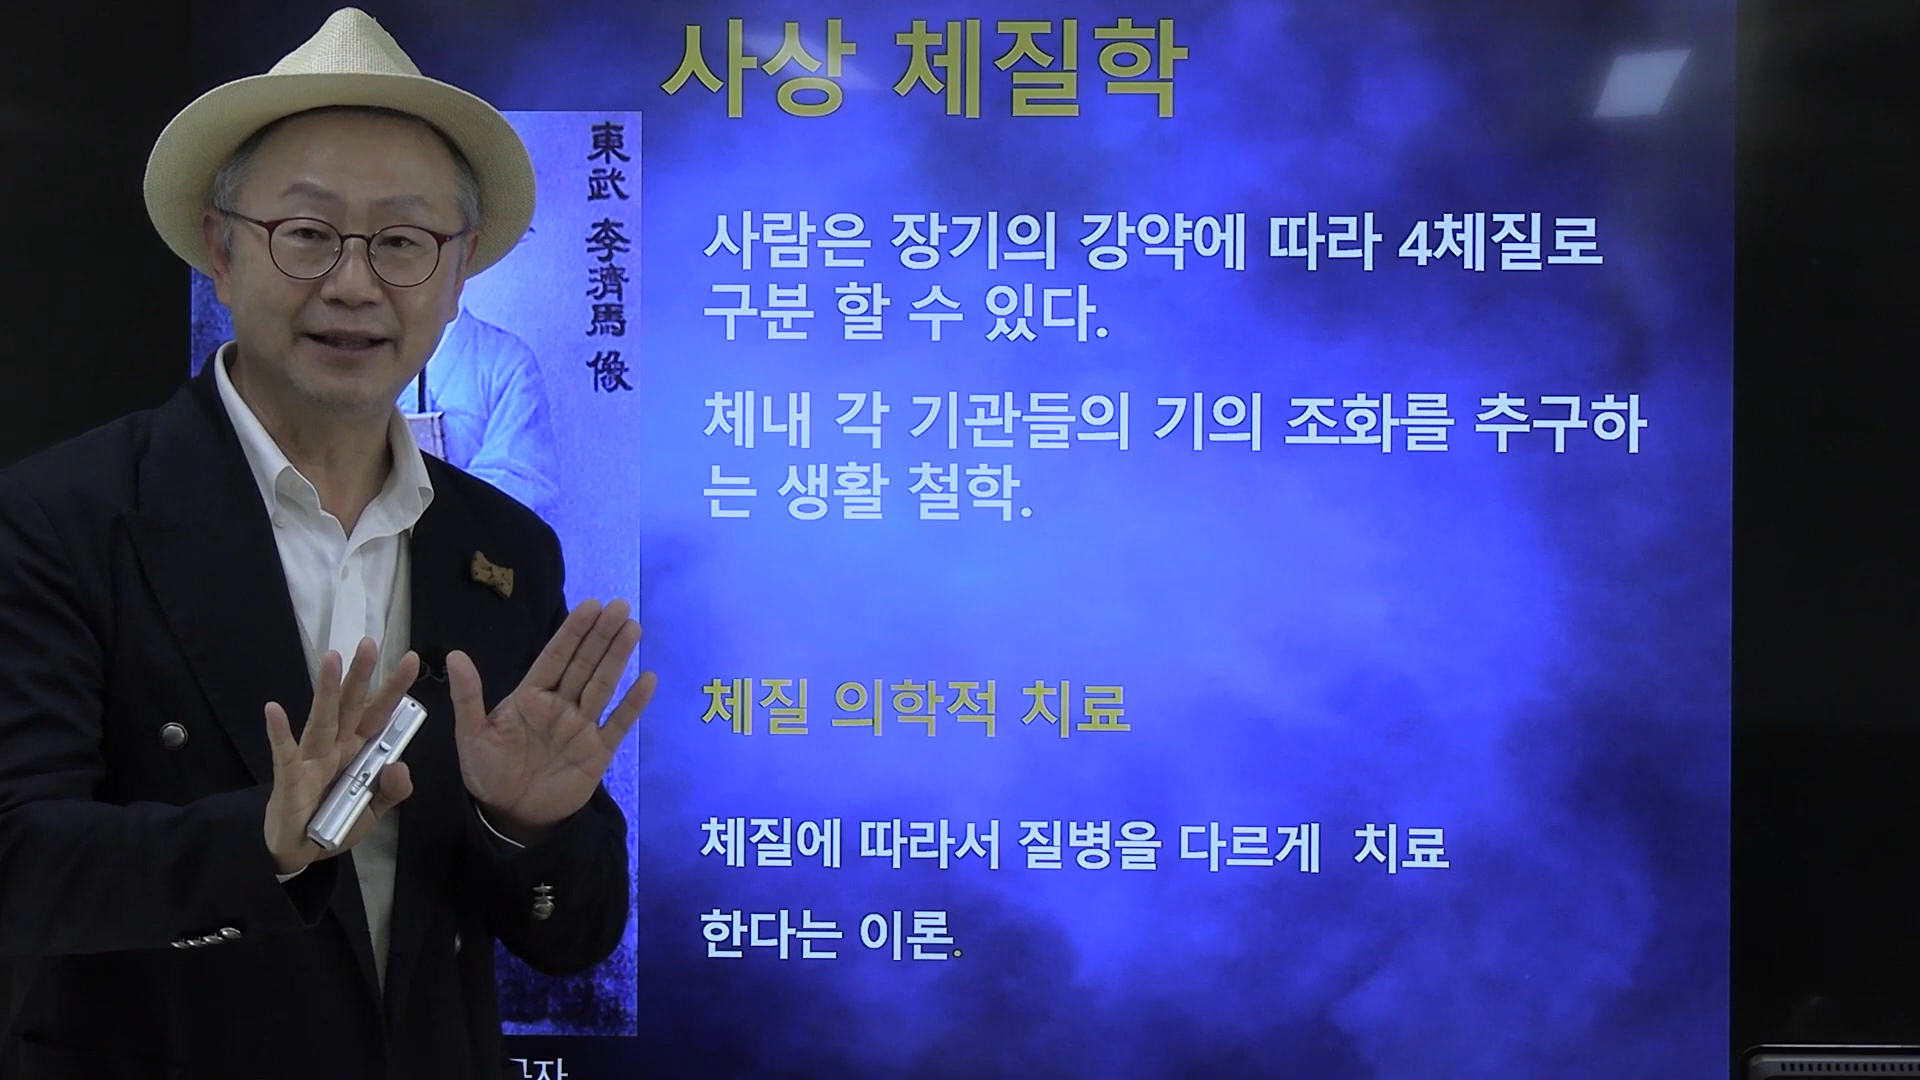 사상 체질학
東武 李濟馬 像
사람은 장기의 강약에 따라 4체질로
구분 할 수 있다.
체내 각 기관들의 기의 조화를 추구하
는 생활 철학.
체질 의학적 치료
체질에 따라서 질병을 다르게 치료
한다는 이론.